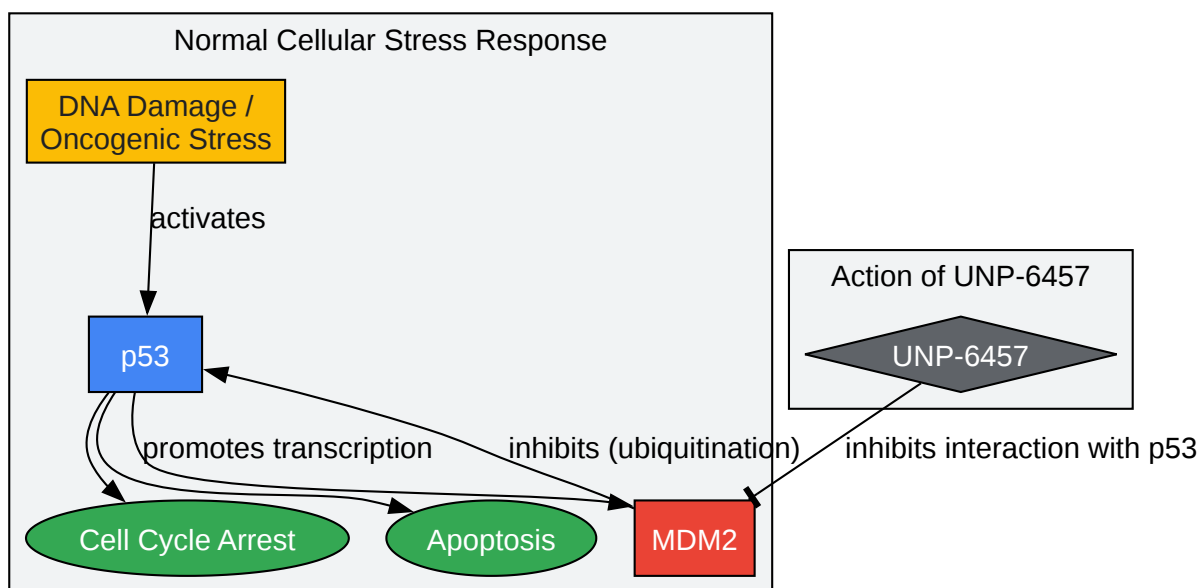 Normal Cellular Stress Response
DNA Damage /
Oncogenic Stress
activates
Action of UNP-6457
p53
UNP-6457
promotes transcription
inhibits (ubiquitination)
inhibits interaction with p53
Cell Cycle Arrest
Apoptosis
MDM2